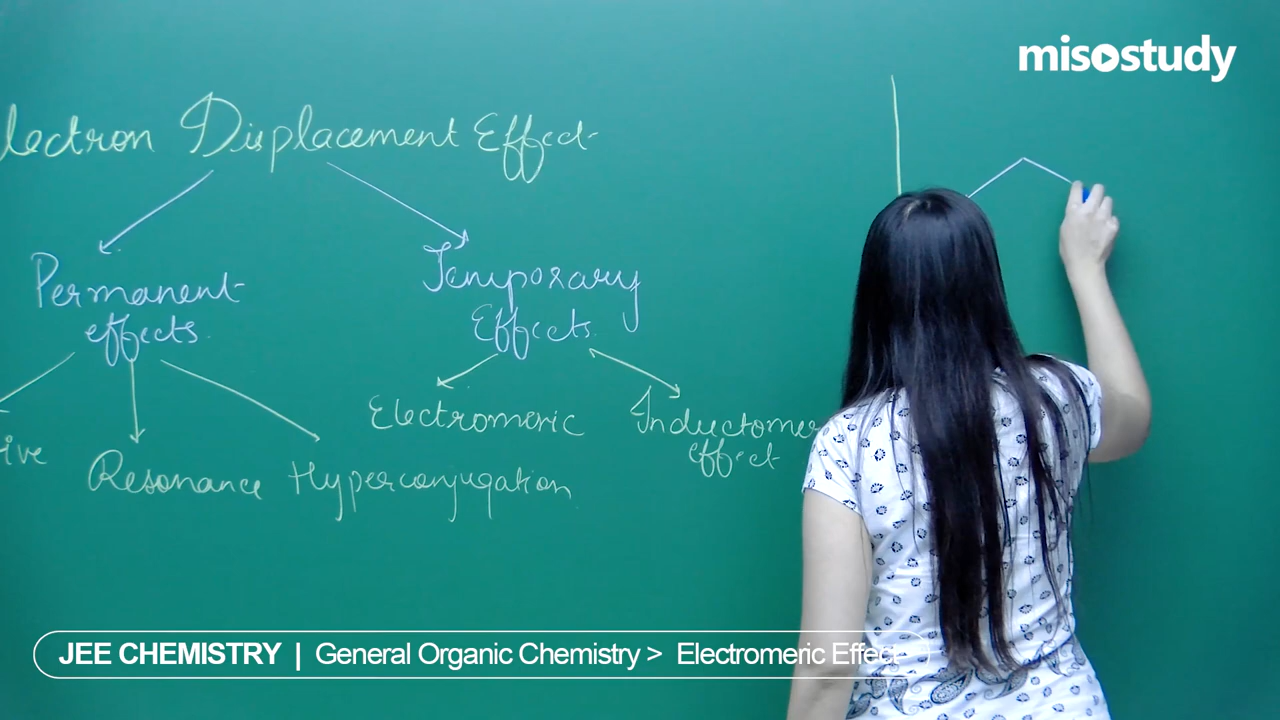 misostudy
lectron Displacement Effect
Permanent
effects
Temporary
Effects
ive
Resonance
Hyperconjugation
Electromeric
Inductomer
effect
JEE CHEMISTRY | General Organic Chemistry > Electromeric Effect